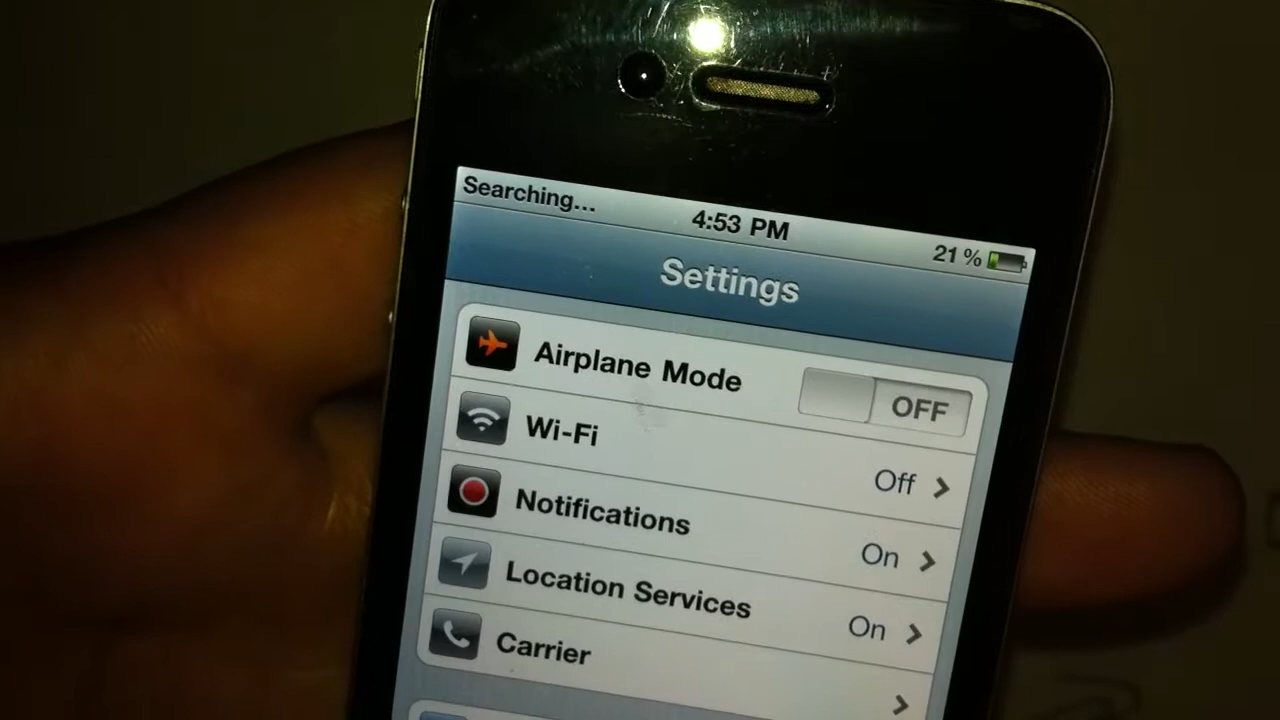 Searching... 4:53 PM 21 %
Settings
Airplane Mode OFF
Wi-Fi Off
Notifications On
Location Services On
Carrier